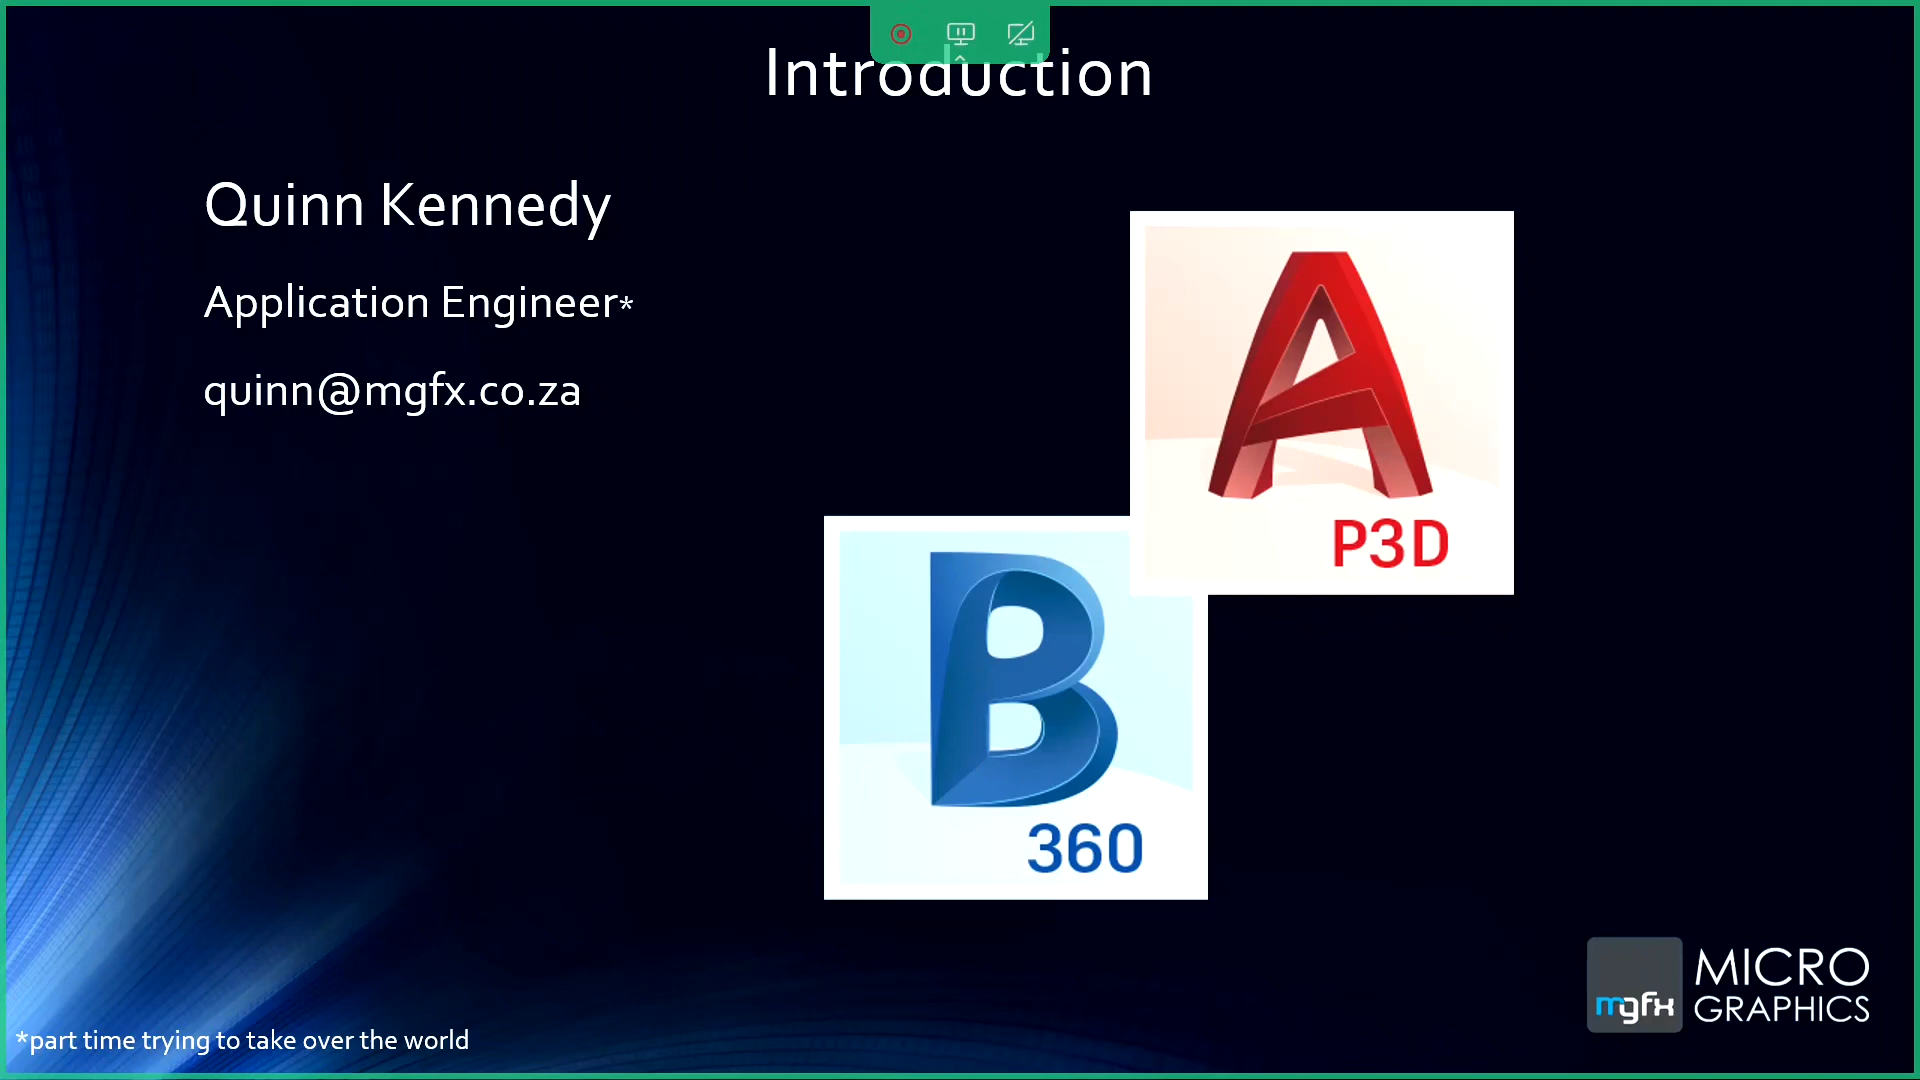 Introduction
Quinn Kennedy
Application Engineer*
quinn@mgfx.co.za
P3D
360
mgfx
MICRO
GRAPHICS
*part time trying to take over the world